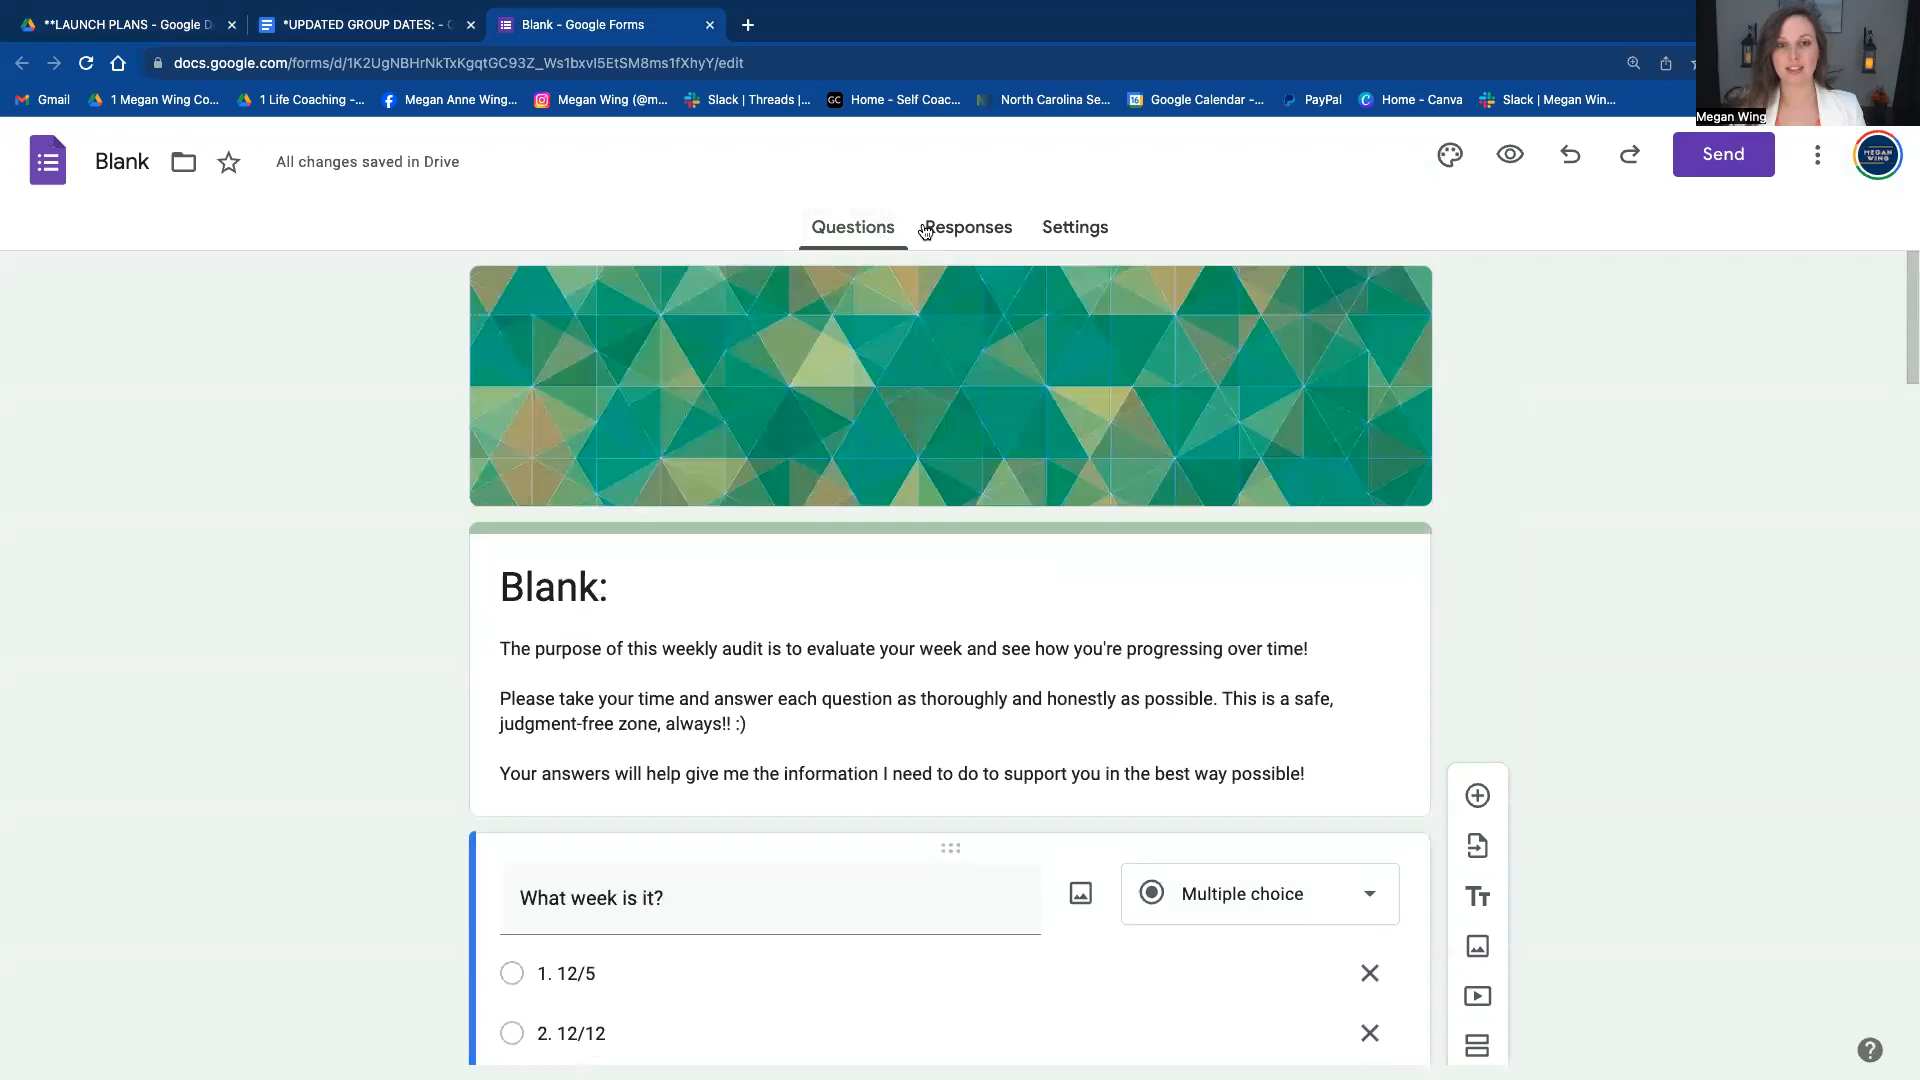 **LAUNCH PLANS - Google D
*UPDATED GROUP DATES: -
Blank - Google Forms
docs.google.com/forms/d/1K2UgNBHrNkTxKgqtGC93Z_Ws1bxvI5EtSM8ms1fXhyY/edit
Gmail
1 Megan Wing Co...
1 Life Coaching -...
Megan Anne Wing...
Megan Wing (@m...
Slack | Threads |...
GC
Home - Self Coac...
North Carolina Se...
16
Google Calendar -...
PayPal
Home - Canva
Slack | Megan Win...
Megan Wing
Blank
All changes saved in Drive
Send
MEGAN
WING
Questions
Responses
Settings
Blank:
The purpose of this weekly audit is to evaluate your week and see how you're progressing over time!
Please take your time and answer each question as thoroughly and honestly as possible. This is a safe,
judgment-free zone, always!! :)
Your answers will help give me the information I need to do to support you in the best way possible!
What week is it?
Multiple choice
1. 12/5
2. 12/12